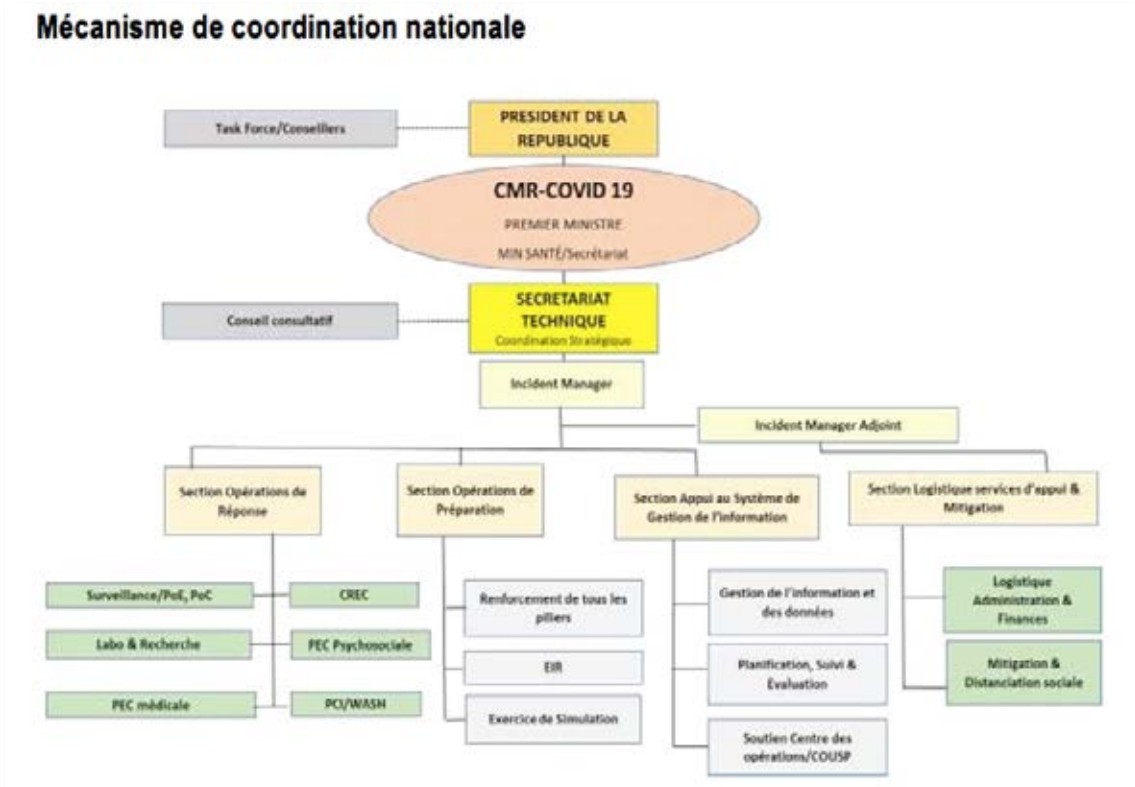 Mécanisme de coordination nationale
Task Force/Conseillers
PRESIDENT DE LA
REPUBLIQUE
CMR-COVID 19
PREMIER MINISTRE
MIN SANTÉ/Secrétariat
Conseil consultatif
SECRETARIAT
TECHNIQUE
Coordination Stratégique
Incident Manager
Incident Manager Adjoint
Section Opérations de
Réponse
Section Opérations de
Préparation
Section Appui au Système de
Gestion de l'information
Section Logistique services d'appui &
Mitigation
Surveillance/PoE, PoC
CREC
Labo & Recherche
PEC Psychosociale
PEC médicale
PCI/WASH
Renforcement de tous les
piliers
EIR
Exercice de Simulation
Gestion de l'information et
des données
Planification, Suivi &
Evaluation
Soutien Centre des
opérations/COUSP
Logistique
Administration &
Finances
Mitigation &
Distanciation sociale